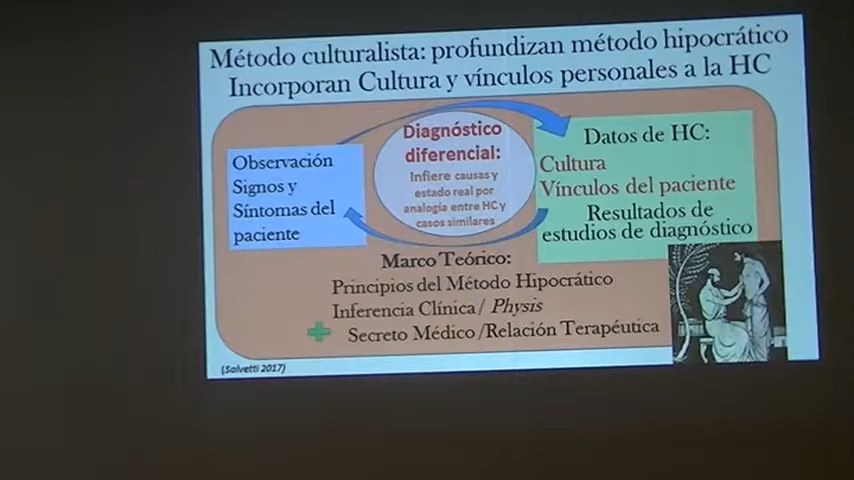 Método culturalista: profundizan método hipocrático
Incorporan Cultura y vínculos personales a la HC
Observación
Signos y
Síntomas del
paciente
Diagnóstico
diferencial:
Infiere causas y
estado real por
analogía entre HC y
casos similares
Datos de HC:
Cultura
Vínculos del paciente
Resultados de
estudios de diagnóstico
Marco Teórico:
Principios del Método Hipocrático
Inferencia Clínica/ Physis
Secreto Médico /Relación Terapéutica
(Salvetti 2017)